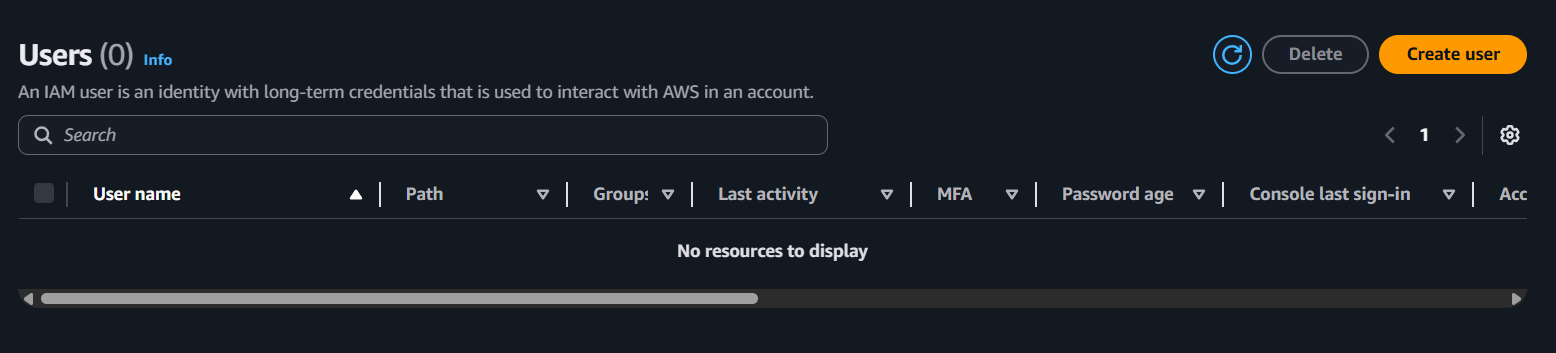 Users (0) Info
Delete
Create user
An IAM user is an identity with long-term credentials that is used to interact with AWS in an account.
Search
1
User name
Path
Groups
Last activity
MFA
Password age
Console last sign-in
Acc
No resources to display